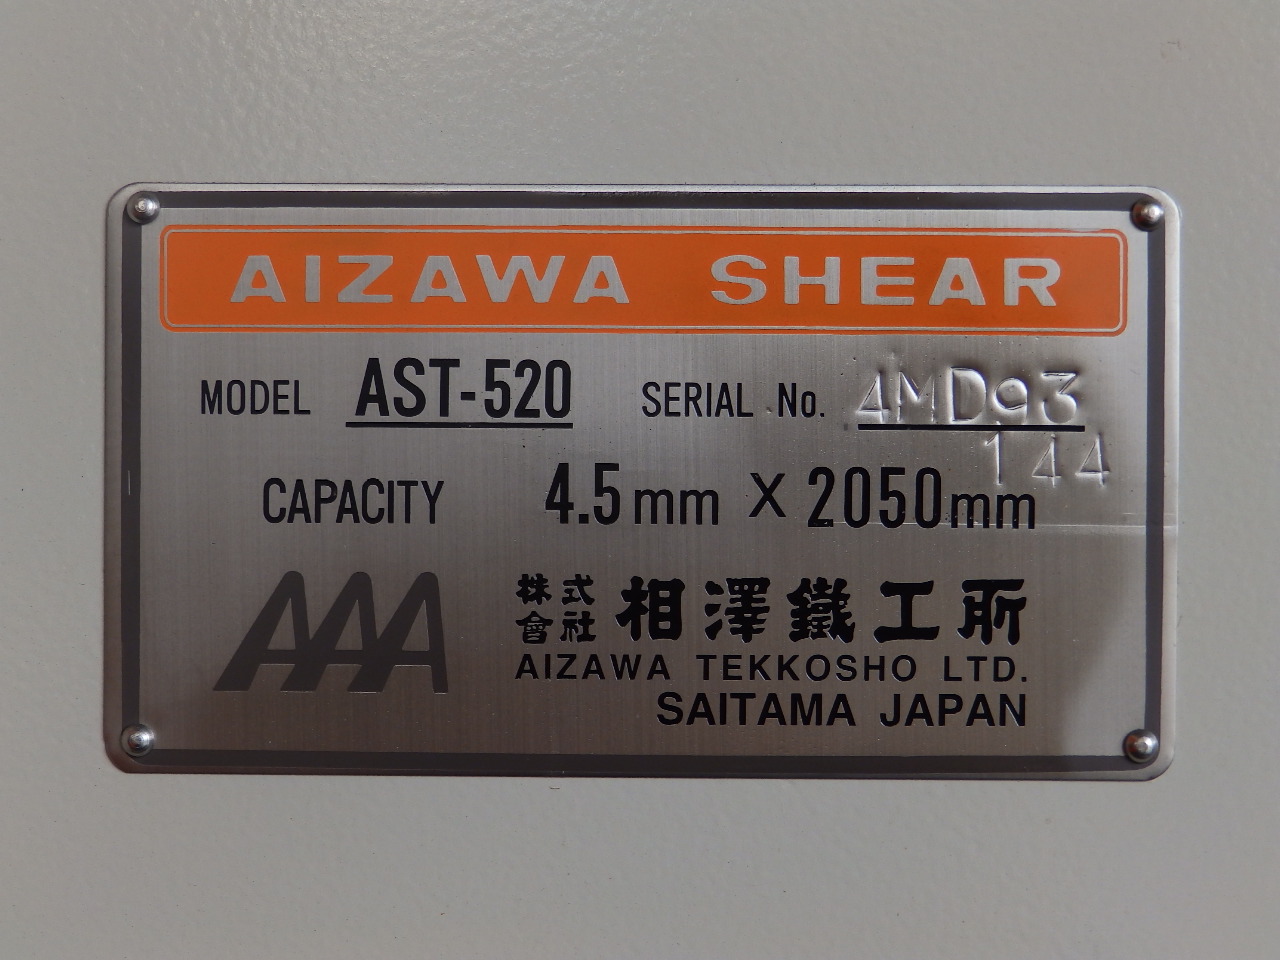 AIZAWA SHEAR
MODEL AST-520 SERIAL No. 4MD93
144
CAPACITY 4.5mm X 2050mm
AAA
株式
會社 相澤鐵工所
AIZAWA TEKKOSHO LTD.
SAITAMA JAPAN